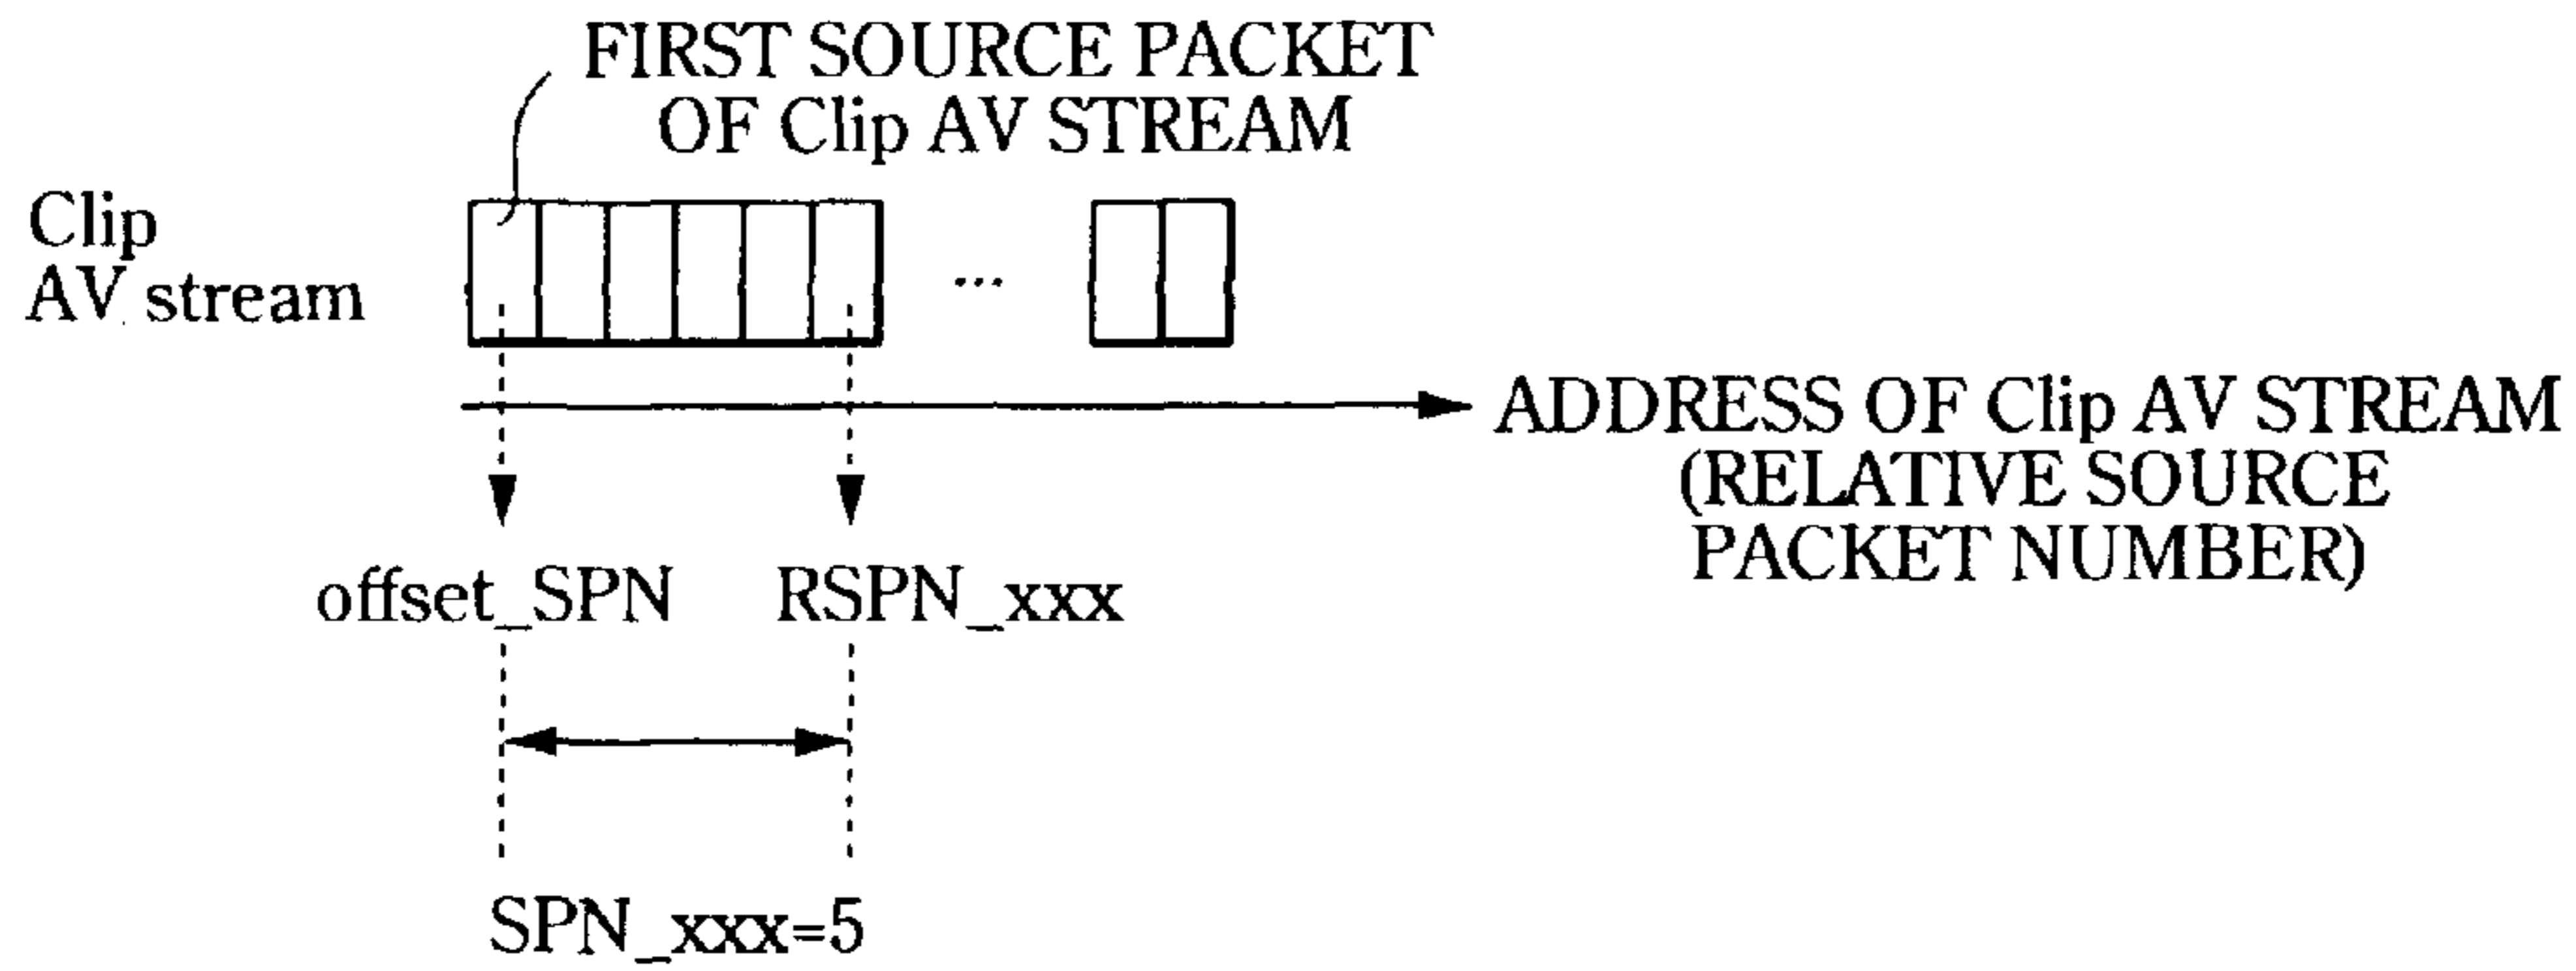 FIRST SOURCE PACKET
OF Clip AV STREAM
Clip
AV stream
...
ADDRESS OF Clip AV STREAM
(RELATIVE SOURCE
PACKET NUMBER)
offset_SPN
RSPN_xxx
SPN_xxx=5